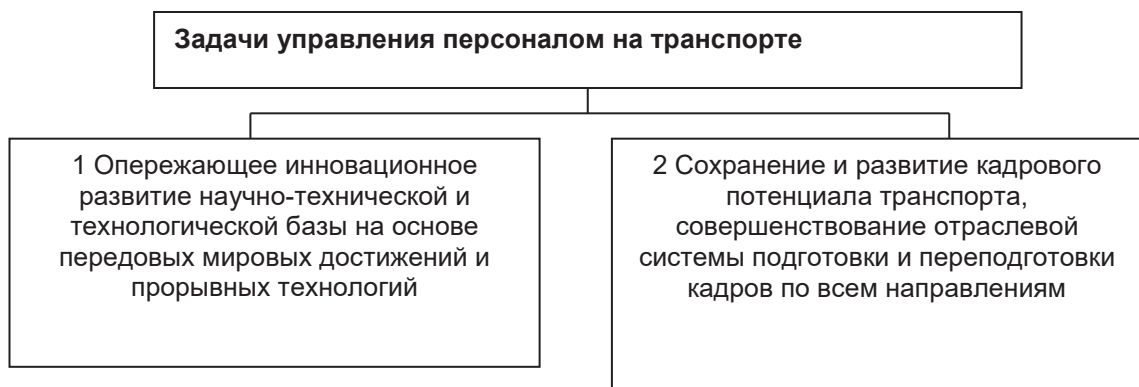 Задачи управления персоналом на транспорте
1 Опережающее инновационное
развитие научно-технической и
технологической базы на основе
передовых мировых достижений и
прорывных технологий
2 Сохранение и развитие кадрового
потенциала транспорта,
совершенствование отраслевой
системы подготовки и переподготовки
кадров по всем направлениям